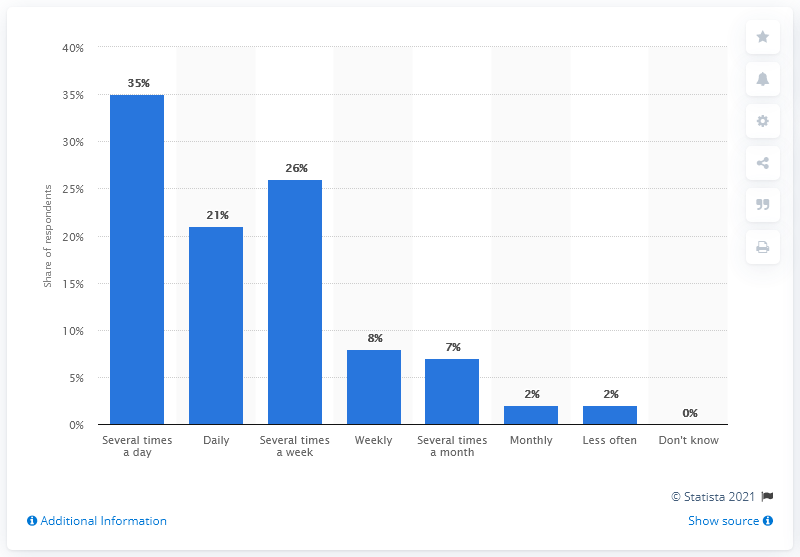 40%
35%
30%
25%
20%
15%
10%
5%
0%
Share of respondents
35%
21%
26%
8%
7%
2%
2%
0%
Several times
a day
Daily
Several times
a week
Weekly
Several times
a month
Monthly
Less often
Don't know
© Statista 2021
Additional Information
Show source